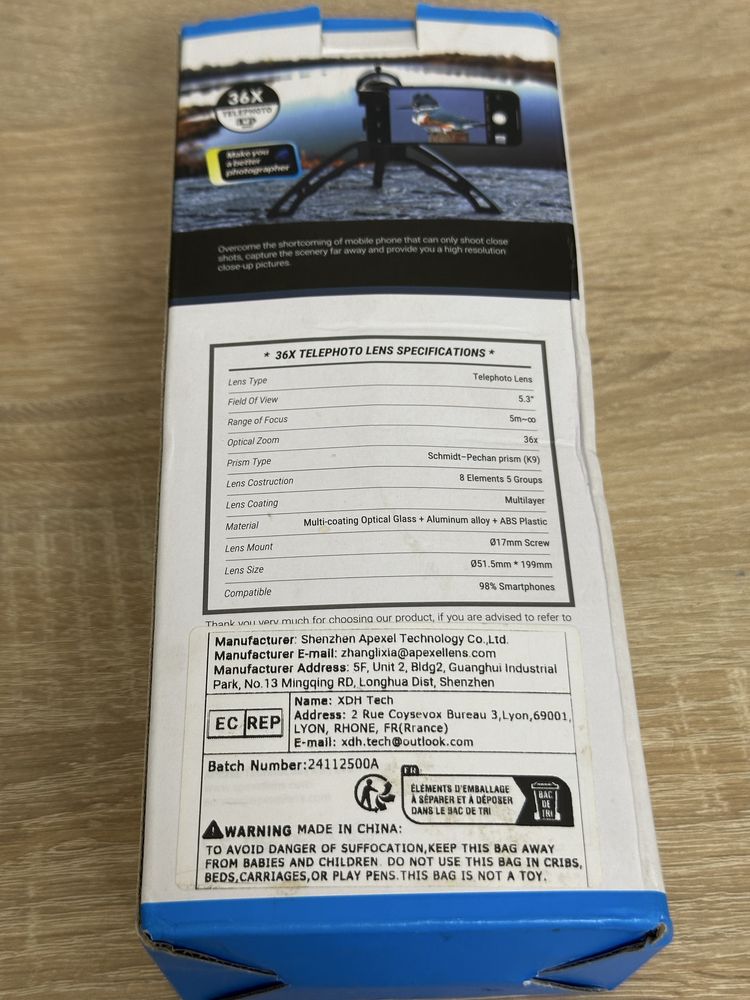 36X
TELEPHOTO
Make you
a better
photographer
Overcome the shortcoming of mobile phone that can only shoot close
shots, capture the scenery far away and provide you a high resolution
close-up pictures.
* 36X TELEPHOTO LENS SPECIFICATIONS *
Lens Type Telephoto Lens
Field Of View 5.3°
Range of Focus 5m~∞
Optical Zoom 36x
Prism Type Schmidt-Pechan prism (K9)
Lens Costruction 8 Elements 5 Groups
Lens Coating Multilayer
Material Multi-coating Optical Glass + Aluminum alloy + ABS Plastic
Lens Mount Ø17mm Screw
Lens Size Ø51.5mm * 199mm
Compatible 98% Smartphones
Thank you very much for choosing our product, if you are advised to refer to
Manufacturer: Shenzhen Apexel Technology Co.,Ltd.
Manufacturer E-mail: zhanglixia@apexellens.com
Manufacturer Address: 5F, Unit 2, Bldg2, Guanghui Industrial
Park, No.13 Mingqing RD, Longhua Dist, Shenzhen
EC REP
Name: XDH Tech
Address: 2 Rue Coysevox Bureau 3,Lyon,69001,
LYON, RHONE, FR(Rrance)
E-mail: xdh.tech@outlook.com
Batch Number:24112500A
FR
ÉLÉMENTS D'EMBALLAGE
À SÉPARER ET À DÉPOSER
DANS LE BAC DE TRI
BAC
DE
TRI
WARNING MADE IN CHINA:
TO AVOID DANGER OF SUFFOCATION,KEEP THIS BAG AWAY
FROM BABIES AND CHILDREN. DO NOT USE THIS BAG IN CRIBS,
BEDS,CARRIAGES,OR PLAY PENS.THIS BAG IS NOT A TOY.